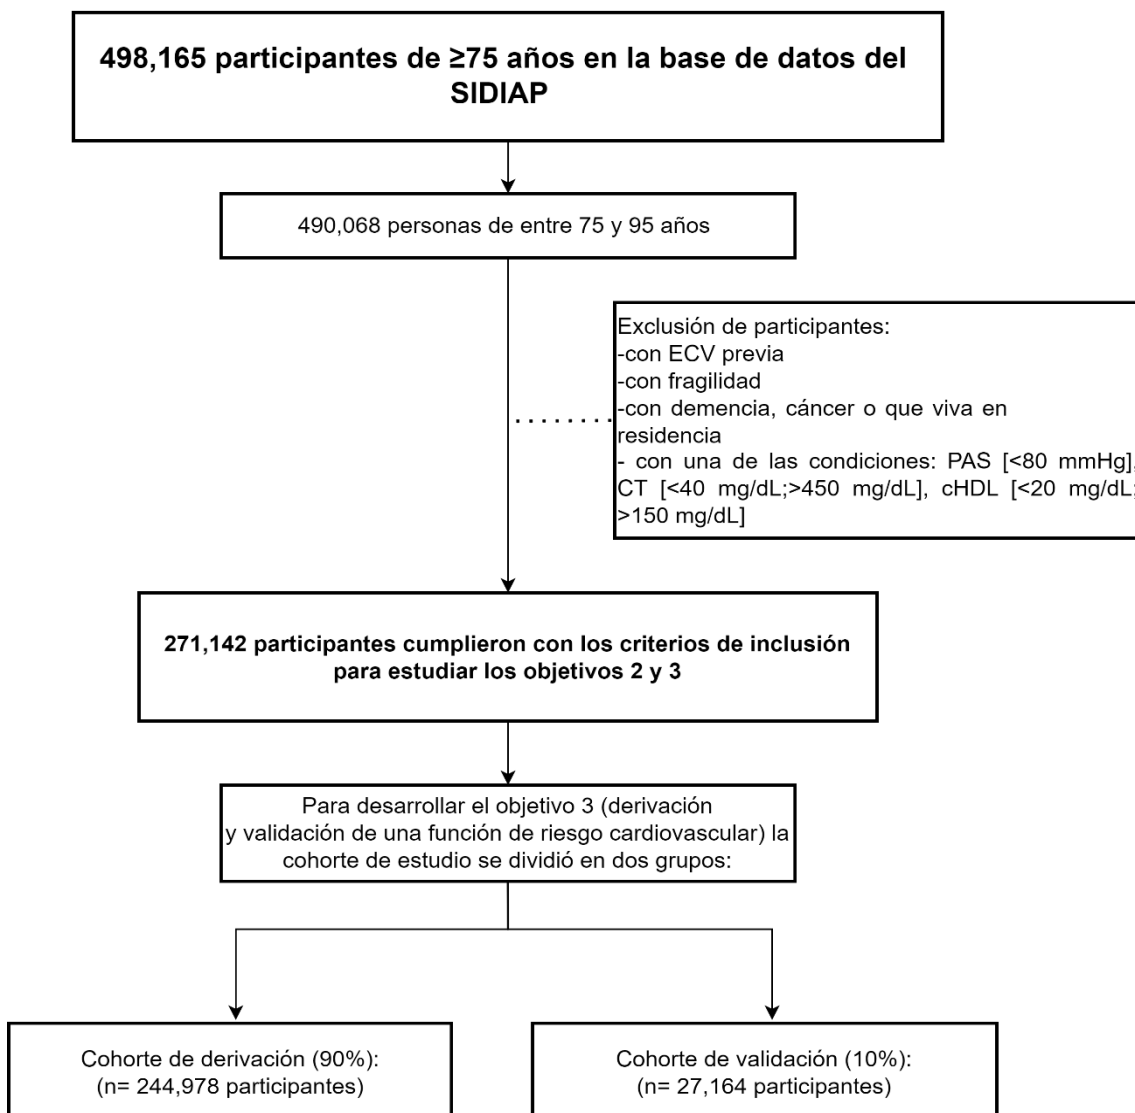 498,165 participantes de ≥75 años en la base de datos del
SIDIAP
490,068 personas de entre 75 y 95 años
Exclusión de participantes:
-con ECV previa
-con fragilidad
-con demencia, cáncer o que viva en
residencia
- con una de las condiciones: PAS [<80 mmHg],
CT [<40 mg/dL;>450 mg/dL], cHDL [<20 mg/dL;
>150 mg/dL]
271,142 participantes cumplieron con los criterios de inclusión
para estudiar los objetivos 2 y 3
Para desarrollar el objetivo 3 (derivación
y validación de una función de riesgo cardiovascular) la
cohorte de estudio se dividió en dos grupos:
Cohorte de derivación (90%):
(n= 244,978 participantes)
Cohorte de validación (10%):
(n= 27,164 participantes)